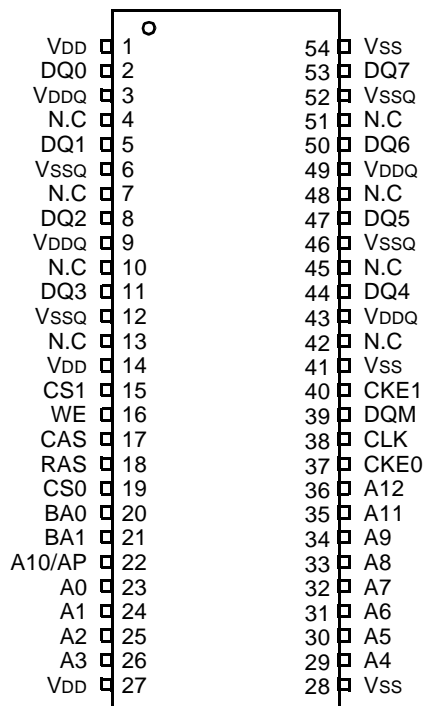 VDD 1 54 VSS
DQ0 2 53 DQ7
VDDQ 3 52 VSSQ
N.C 4 51 N.C
DQ1 5 50 DQ6
VSSQ 6 49 VDDQ
N.C 7 48 N.C
DQ2 8 47 DQ5
VDDQ 9 46 VSSQ
N.C 10 45 N.C
DQ3 11 44 DQ4
VSSQ 12 43 VDDQ
N.C 13 42 N.C
VDD 14 41 VSS
CS1 15 40 CKE1
WE 16 39 DQM
CAS 17 38 CLK
RAS 18 37 CKE0
CS0 19 36 A12
BA0 20 35 A11
BA1 21 34 A9
A10/AP 22 33 A8
A0 23 32 A7
A1 24 31 A6
A2 25 30 A5
A3 26 29 A4
VDD 27 28 VSS